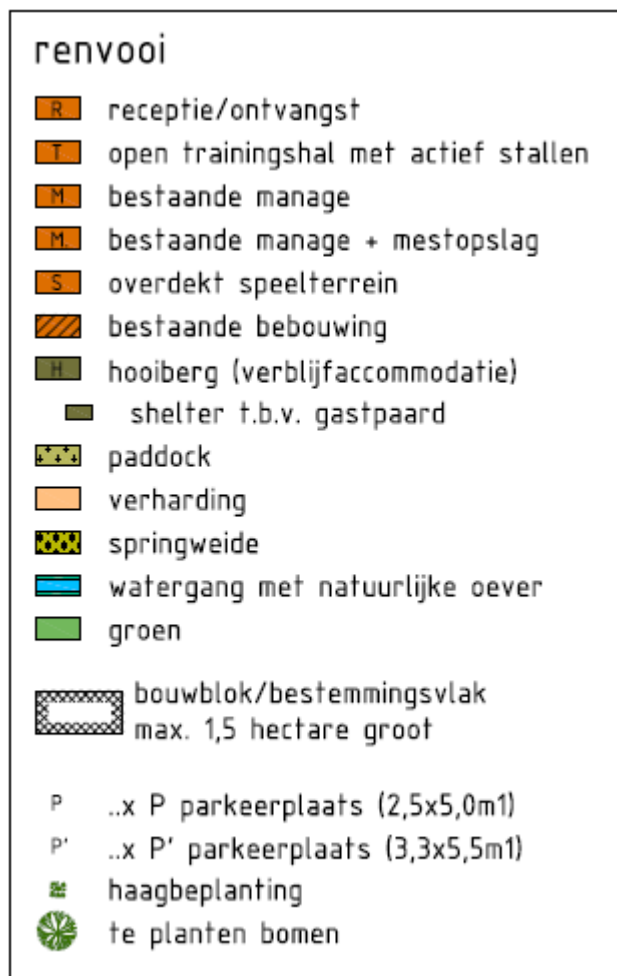 renvooi
R receptie/ontvangst
T open trainingshal met actief stallen
M bestaande manage
M. bestaande manage + mestopslag
S overdekt speelterrein
bestaande bebouwing
H hooiberg (verblijfaccommodatie)
shelter t.b.v. gastpaard
paddock
verharding
springweide
watergang met natuurlijke oever
groen
bouwblok/bestemmingsvlak
max. 1,5 hectare groot
P ..x P parkeerplaats (2,5x5,0m1)
P' ..x P' parkeerplaats (3,3x5,5m1)
haagbeplanting
te planten bomen